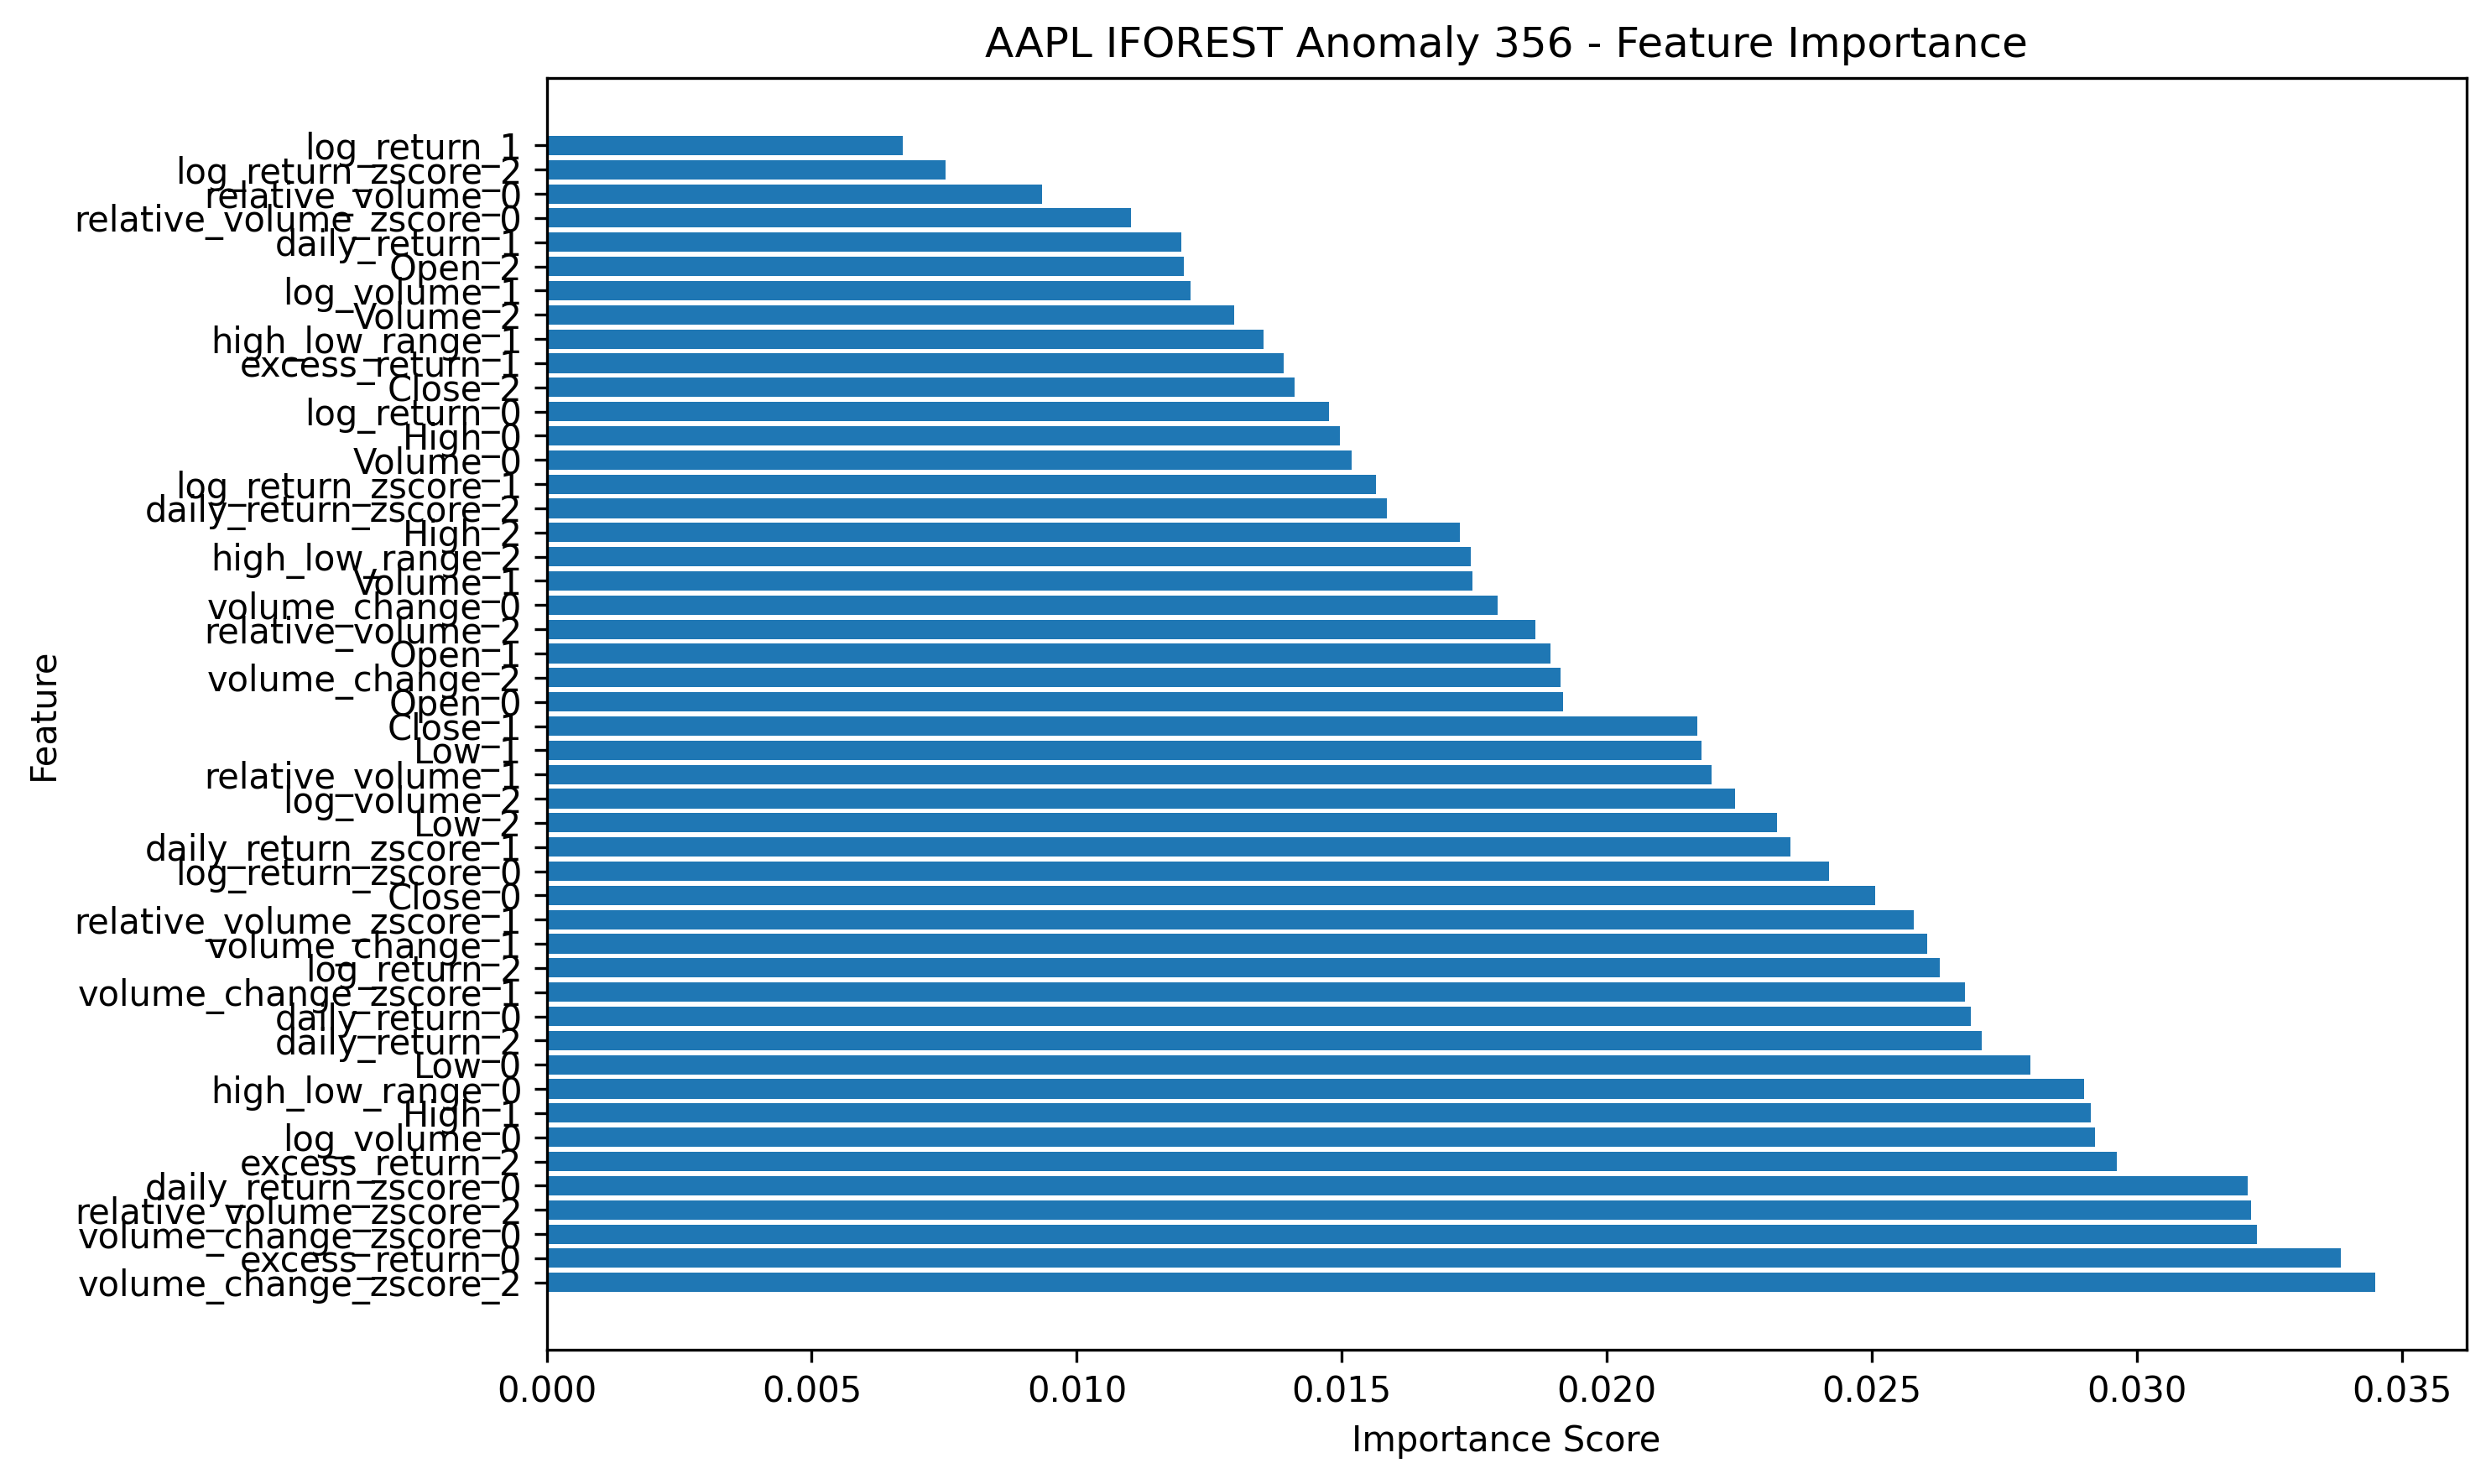 AAPL IFOREST Anomaly 356 - Feature Importance
log_return_1
log_return_zscore_2
relative_volume_0
relative_volume_zscore_0
daily_return_1
Open_2
log_volume_1
Volume_2
high_low_range_1
excess_return_1
Close_2
log_return_0
High_0
Volume_0
log_return_zscore_1
daily_return_zscore_2
High_2
high_low_range_2
Volume_1
volume_change_0
relative_volume_2
Open_1
volume_change_2
Open_0
Close_1
Low_1
relative_volume_1
log_volume_2
Low_2
daily_return_zscore_1
log_return_zscore_0
Close_0
relative_volume_zscore_1
volume_change_1
log_return_2
volume_change_zscore_1
daily_return_0
daily_return_2
Low_0
high_low_range_0
High_1
log_volume_0
excess_return_2
daily_return_zscore_0
relative_volume_zscore_2
volume_change_zscore_0
excess_return_0
volume_change_zscore_2
Feature
0.000 0.005 0.010 0.015 0.020 0.025 0.030 0.035
Importance Score